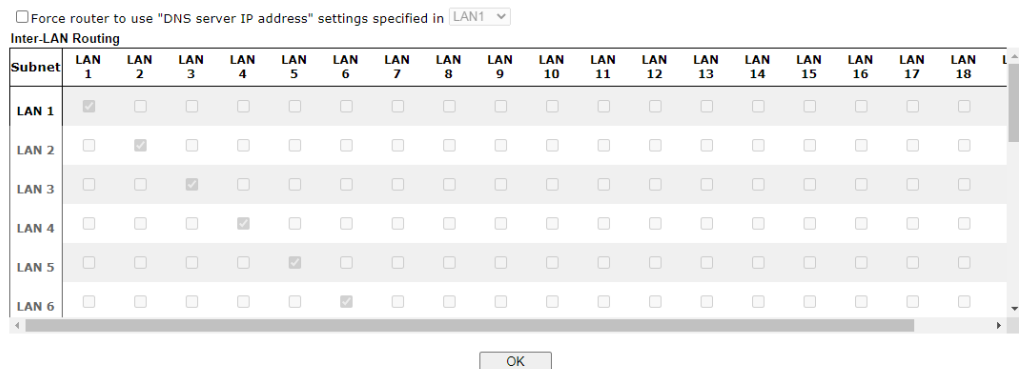 Force router to use "DNS server IP address" settings specified in LAN1
Inter-LAN Routing
Subnet LAN 1 LAN 2 LAN 3 LAN 4 LAN 5 LAN 6 LAN 7 LAN 8 LAN 9 LAN 10 LAN 11 LAN 12 LAN 13 LAN 14 LAN 15 LAN 16 LAN 17 LAN 18
LAN 1
LAN 2
LAN 3
LAN 4
LAN 5
LAN 6
OK